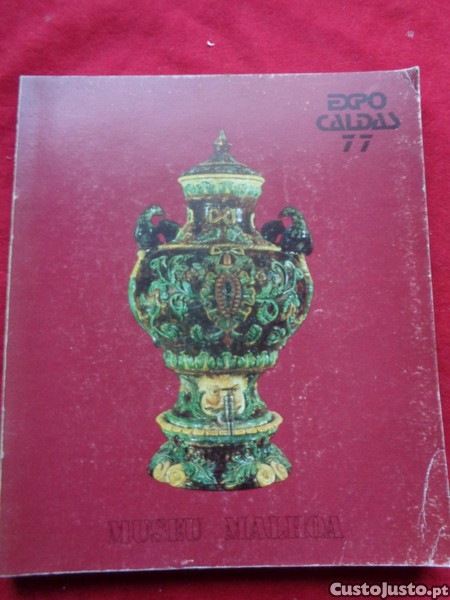 EXPO
CALDAS
77
MUSEU MALHOA
CustoJusto.pt